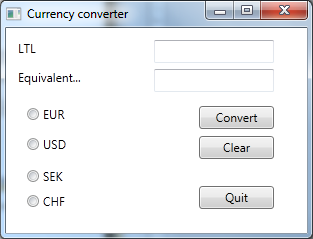 Currency converter
LTL
Equivalent...
EUR
Convert
USD
Clear
SEK
CHF
Quit